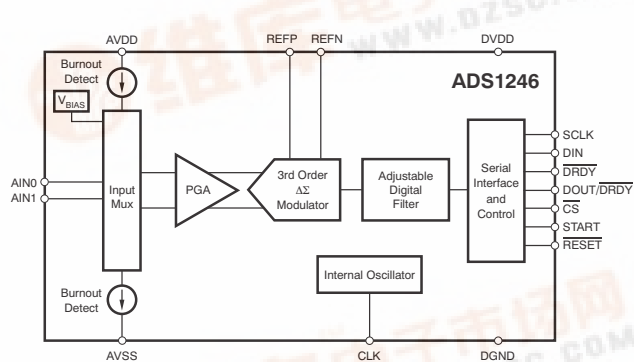 AVDD
REFP REFN
DVDD
Burnout
Detect
ADS1246
VBIAS
SCLK
DIN
DRDY
DOUT/DRDY
CS
START
RESET
AIN0
AIN1
Input
Mux
PGA
3rd Order
ΔΣ
Modulator
Adjustable
Digital
Filter
Serial
Interface
and
Control
Internal Oscillator
Burnout
Detect
AVSS
CLK
DGND